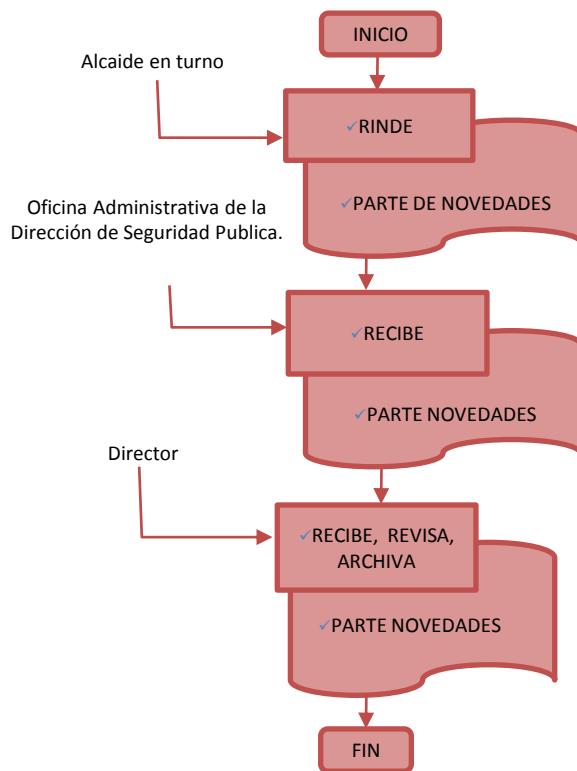 INICIO
Alcaide en turno
✓RINDE
✓PARTE DE NOVEDADES
Oficina Administrativa de la
Dirección de Seguridad Publica.
✓RECIBE
✓PARTE NOVEDADES
Director
✓RECIBE, REVISA,
ARCHIVA
✓PARTE NOVEDADES
FIN